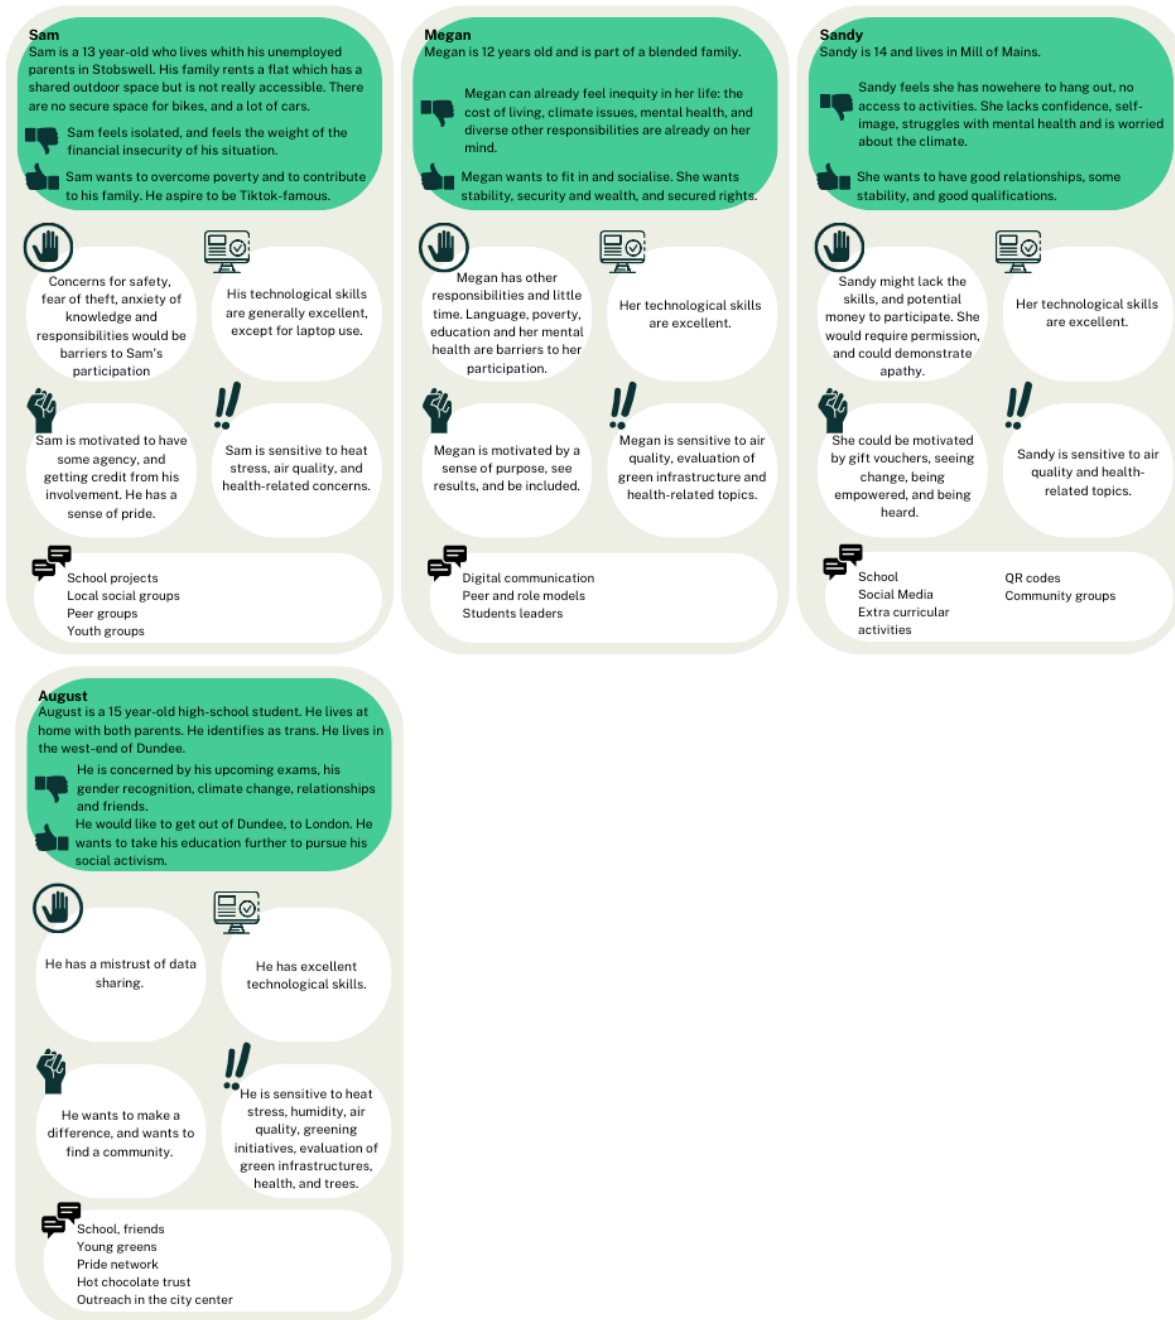 Sam
Sam is a 13 year-old who lives whith his unemployed
parents in Stobswell. His family rents a flat which has a
shared outdoor space but is not really accessible. There
are no secure space for bikes, and a lot of cars.
Sam feels isolated, and feels the weight of the
financial insecurity of his situation.
Sam wants to overcome poverty and to contribute
to his family. He aspire to be Tiktok-famous.
Concerns for safety,
fear of theft, anxiety of
knowledge and
responsibilities would be
barriers to Sam's
participation
His technological skills
are generally excellent,
except for laptop use.
Sam is motivated to have
some agency, and
getting credit from his
involvement. He has a
sense of pride.
Sam is sensitive to heat
stress, air quality, and
health-related concerns.
School projects
Local social groups
Peer groups
Youth groups
Megan
Megan is 12 years old and is part of a blended family.
Megan can already feel inequity in her life: the
cost of living, climate issues, mental health, and
diverse other responsibilities are already on her
mind.
Megan wants to fit in and socialise. She wants
stability, security and wealth, and secured rights.
Megan has other
responsibilities and little
time. Language, poverty,
education and her mental
health are barriers to her
participation.
Her technological skills
are excellent.
Megan is motivated by a
sense of purpose, see
results, and be included.
Megan is sensitive to air
quality, evaluation of
green infrastructure and
health-related topics.
Digital communication
Peer and role models
Students leaders
Sandy
Sandy is 14 and lives in Mill of Mains.
Sandy feels she has nowhere to hang out, no
access to activities. She lacks confidence, self-
image, struggles with mental health and is worried
about the climate.
She wants to have good relationships, some
stability, and good qualifications.
Sandy might lack the
skills, and potential
money to participate. She
would require permission,
and could demonstrate
apathy.
Her technological skills
are excellent.
She could be motivated
by gift vouchers, seeing
change, being
empowered, and being
heard.
Sandy is sensitive to air
quality and health-
related topics.
School
Social Media
Extra curricular
activities
QR codes
Community groups
August
August is a 15 year-old high-school student. He lives at
home with both parents. He identifies as trans. He lives in
the west-end of Dundee.
He is concerned by his upcoming exams, his
gender recognition, climate change, relationships
and friends.
He would like to get out of Dundee, to London. He
wants to take his education further to pursue his
social activism.
He has a mistrust of data
sharing.
He has excellent
technological skills.
He wants to make a
difference, and wants to
find a community.
He is sensitive to heat
stress, humidity, air
quality, greening
initiatives, evaluation of
green infrastructures,
health, and trees.
School, friends
Young greens
Pride network
Hot chocolate trust
Outreach in the city center